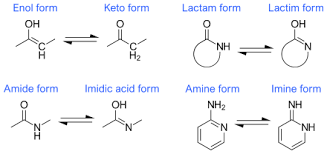 Enol form Keto form Lactam form Lactim form
OH O O OH
C C NH N
H H2
Amide form Imidic acid form Amine form Imine form
O OH NH2 NH
N N N NH
H